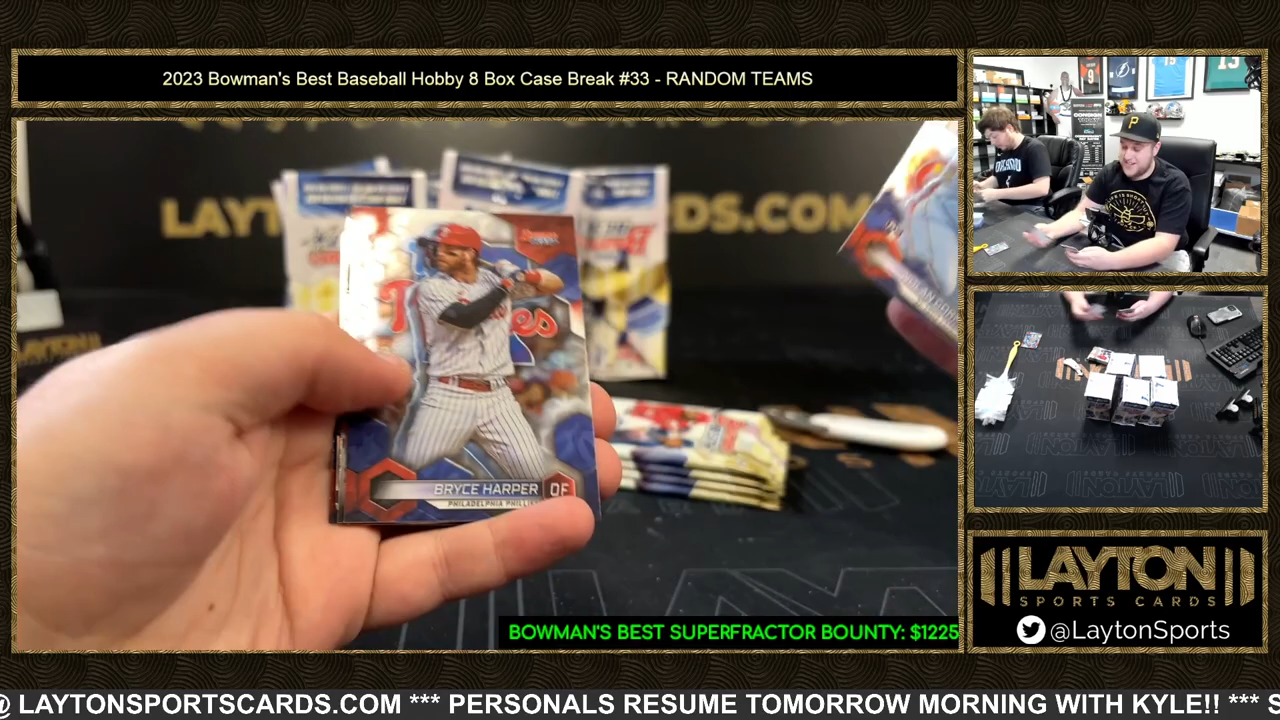 2023 Bowman's Best Baseball Hobby 8 Box Case Break #33 - RANDOM TEAMS
BRYCE HARPER OF
PHILADELPHIA PHILLI
BOWMAN'S BEST SUPERFRACTOR BOUNTY: $1225
LAYTON
SPORTS CARDS
@LaytonSports
@ LAYTONSPORTSCARDS.COM *** PERSONALS RESUME TOMORROW MORNING WITH KYLE!! *** S